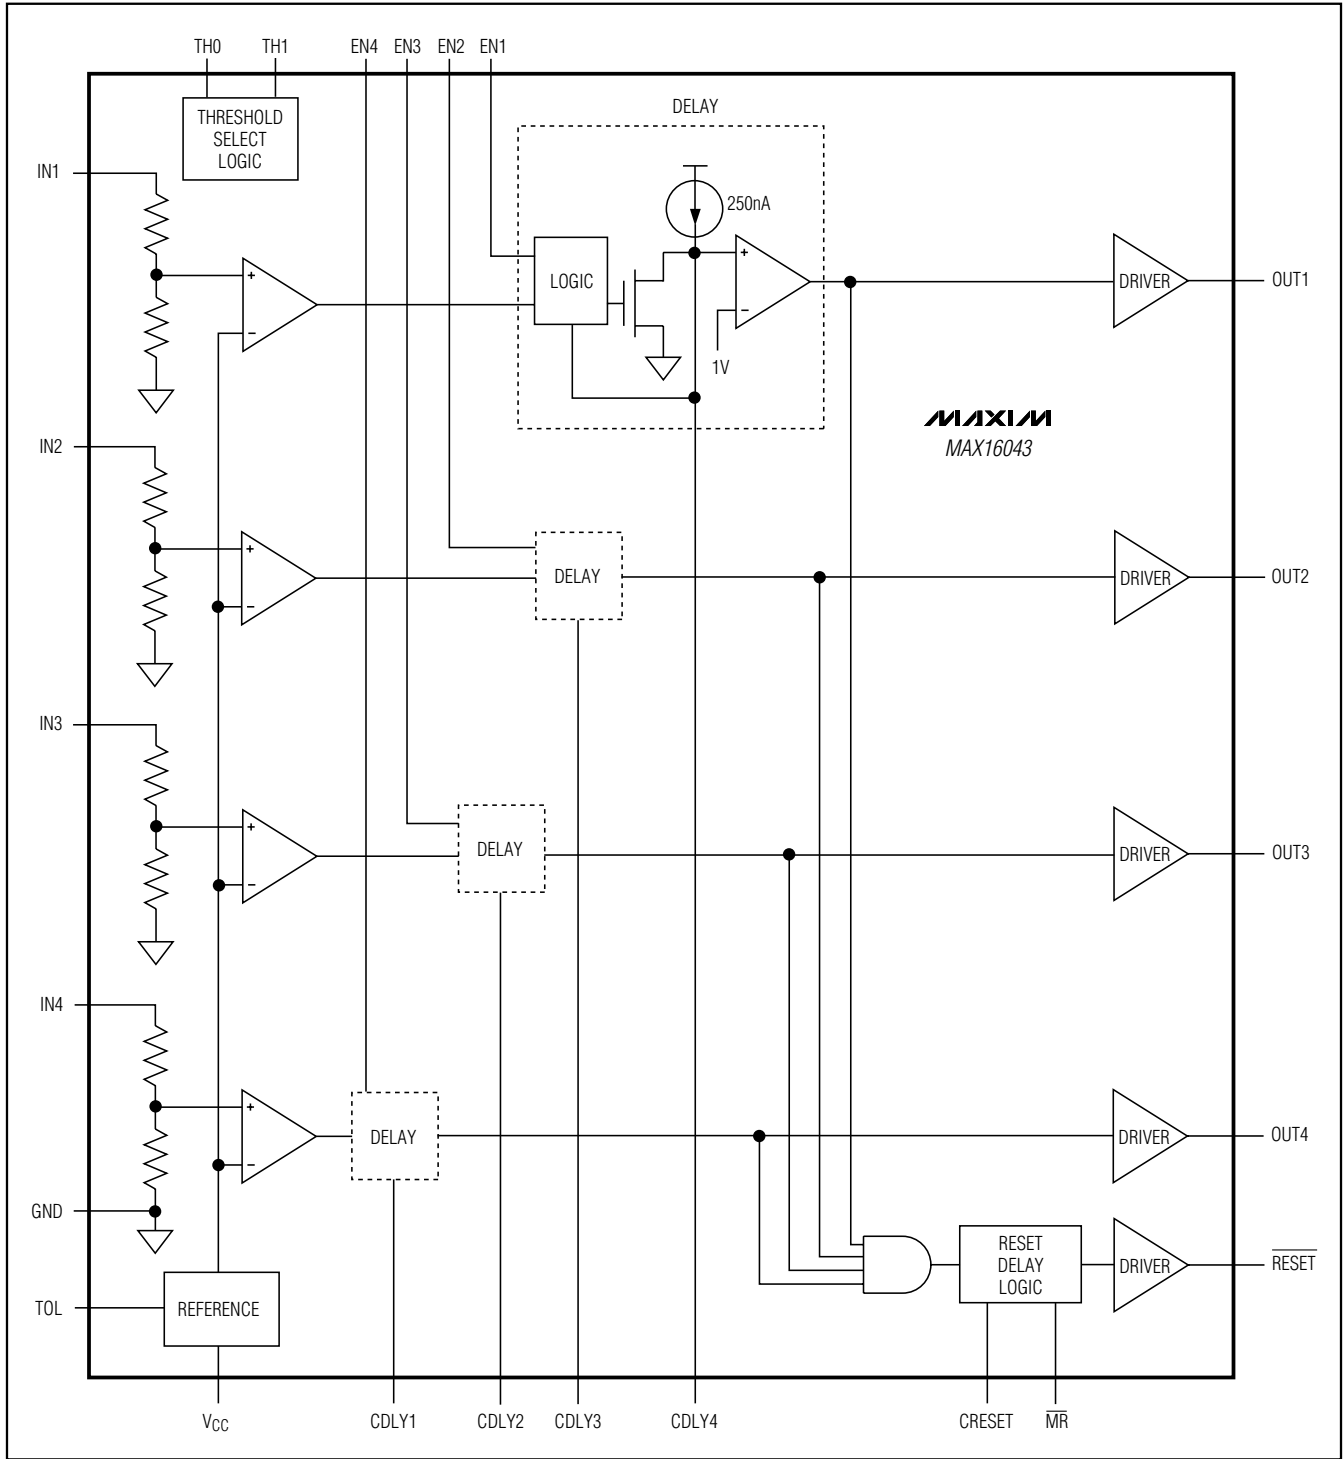 TH0 TH1 EN4 EN3 EN2 EN1
THRESHOLD
SELECT
LOGIC
DELAY
IN1
250nA
+
−
LOGIC
+
−
1V
DRIVER
OUT1
MAXIM
MAX16043
IN2
+
−
DELAY
DRIVER
OUT2
IN3
+
−
DELAY
DRIVER
OUT3
IN4
+
−
DELAY
DRIVER
OUT4
GND
RESET
DELAY
LOGIC
DRIVER
RESET
TOL
REFERENCE
VCC CDLY1 CDLY2 CDLY3 CDLY4 CRESET MR